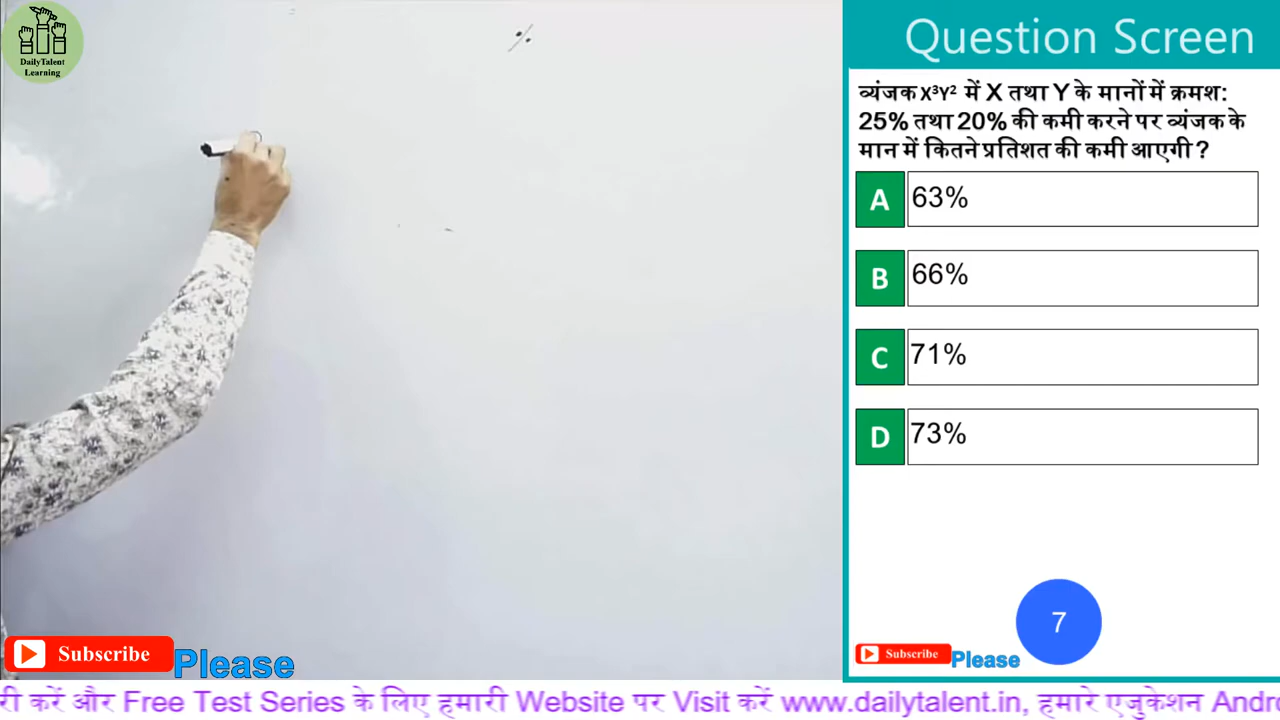 DailyTalent
Learning
Question Screen
व्यंजक X³Y² में X तथा Y के मानों में क्रमश:
25% तथा 20% की कमी करने पर व्यंजक के
मान में कितने प्रतिशत की कमी आएगी ?
A 63%
B 66%
C 71%
D 73%
7
Subscribe Please
Subscribe Please
री करें और Free Test Series के लिए हमारी Website पर Visit करें www.dailytalent.in, हमारे एजुकेशन Andro